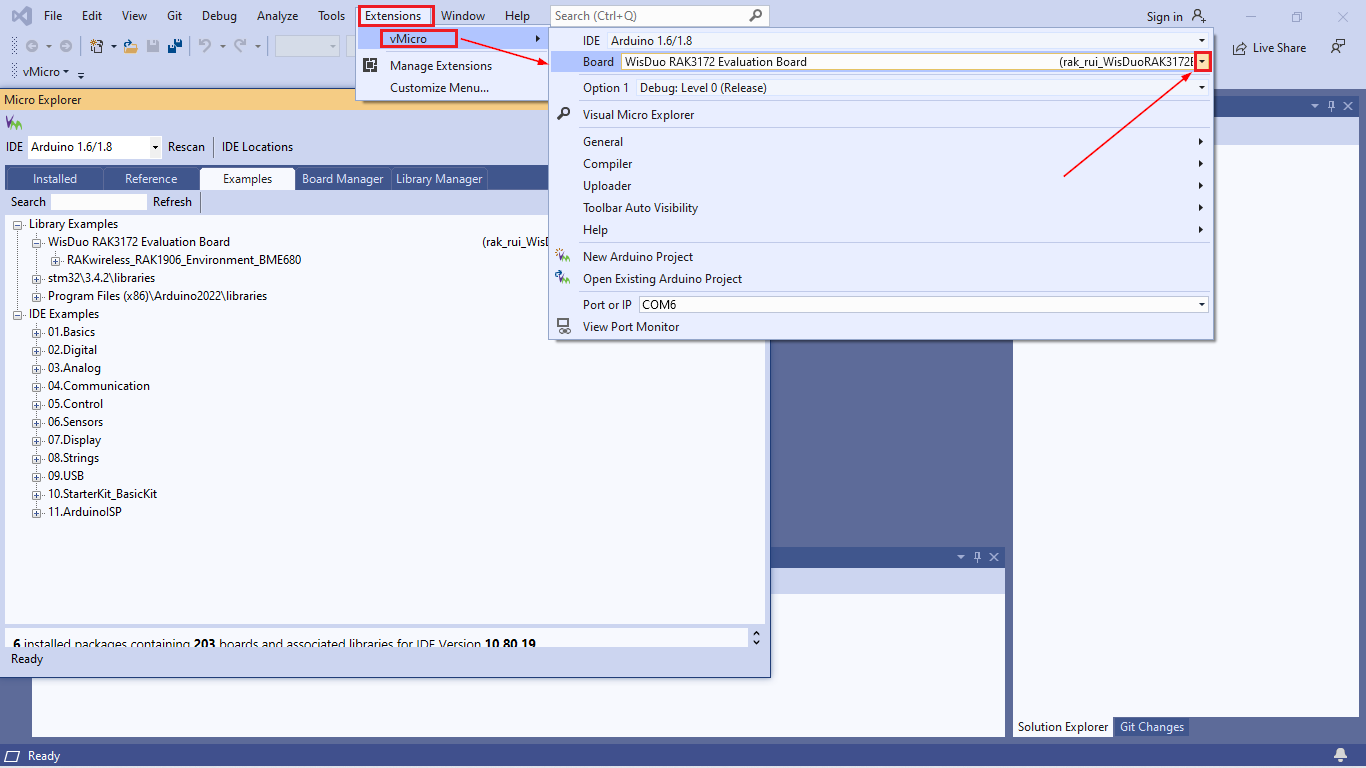 File Edit View Git Debug Analyze Tools Extensions Window Help Search (Ctrl+Q) Sign in
Live Share
vMicro
vMicro
Manage Extensions
Customize Menu...
IDE Arduino 1.6/1.8
Board WisDuo RAK3172 Evaluation Board (rak_rui_WisDuoRAK3172E
Option 1 Debug: Level 0 (Release)
Visual Micro Explorer
General
Compiler
Uploader
Toolbar Auto Visibility
Help
New Arduino Project
Open Existing Arduino Project
Port or IP COM6
View Port Monitor
Micro Explorer
IDE Arduino 1.6/1.8 Rescan IDE Locations
Installed Reference Examples Board Manager Library Manager
Search Refresh
Library Examples
WisDuo RAK3172 Evaluation Board (rak_rui_WisD
RAKwireless_RAK1906_Environment_BME680
stm32\3.4.2\libraries
Program Files (x86)\Arduino2022\libraries
IDE Examples
01.Basics
02.Digital
03.Analog
04.Communication
05.Control
06.Sensors
07.Display
08.Strings
09.USB
10.StarterKit_BasicKit
11.ArduinoISP
6 installed packages containing 203 boards and associated libraries for IDE Version 10.80.19
Ready
Solution Explorer Git Changes
Ready